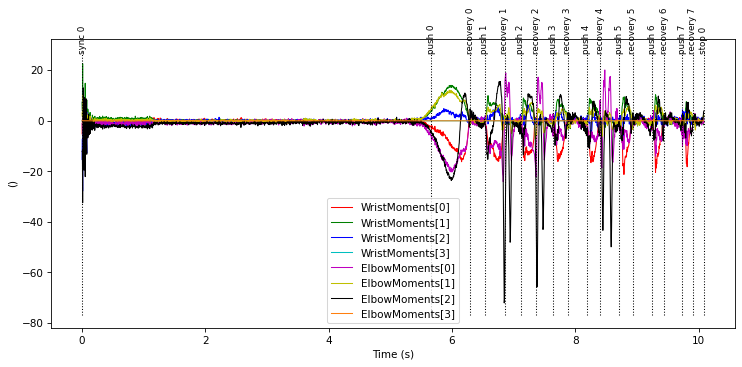 sync 0
push 0
recovery 0
push 1
recovery 1
push 2
recovery 2
push 3
recovery 3
push 4
recovery 4
push 5
recovery 5
push 6
recovery 6
push 7
recovery 7
stop 0
20
0
−20
−40
−60
−80
()
WristMoments[0]
WristMoments[1]
WristMoments[2]
WristMoments[3]
ElbowMoments[0]
ElbowMoments[1]
ElbowMoments[2]
ElbowMoments[3]
0 2 4 6 8 10
Time (s)